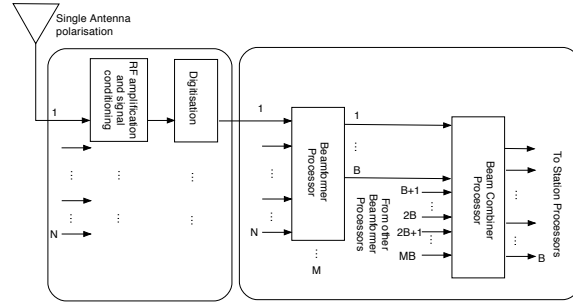 Single Antenna
polarisation
RF amplification
and signal
conditioning
Digitisation
1
N
1
N
Beamformer
Processor
M
1
B
From other
Beamformer
Processors
B+1
2B
2B+1
MB
Beam Combiner
Processor
To Station Processors
B